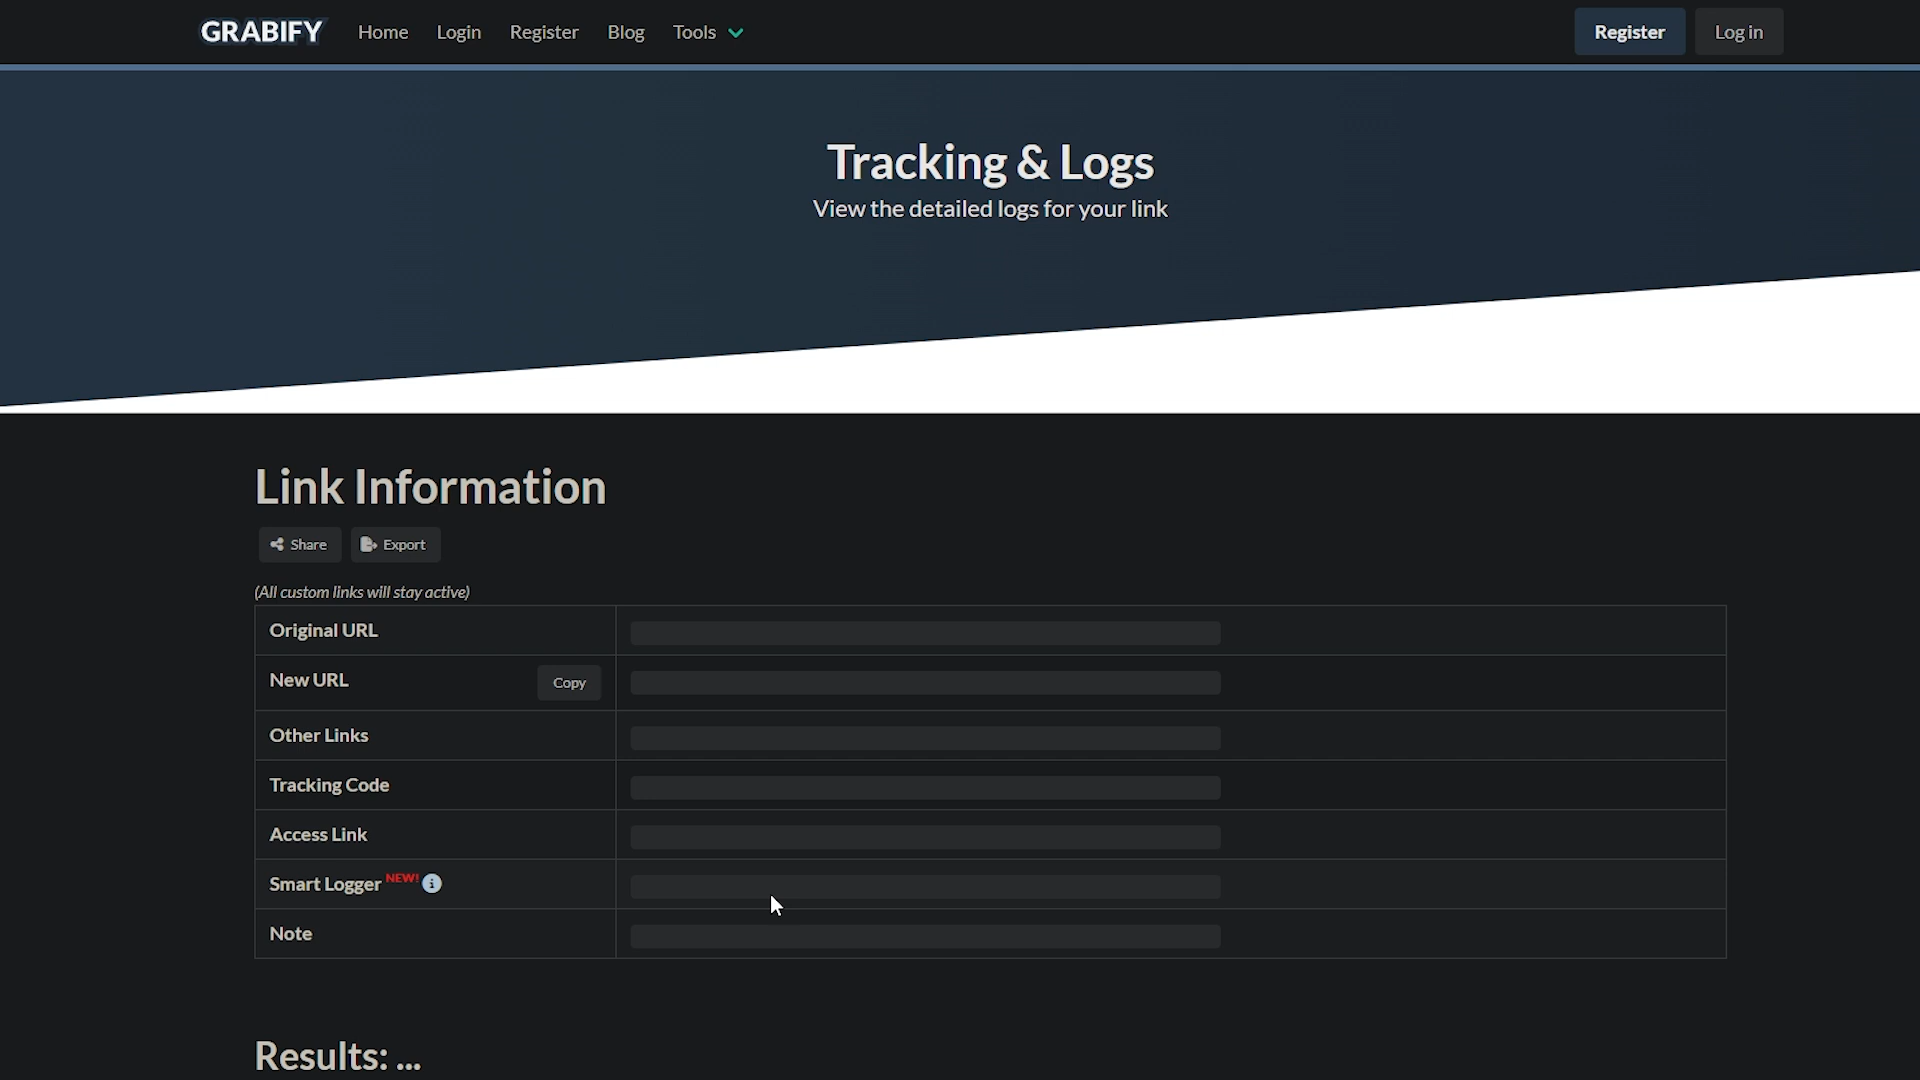 GRABIFY Home Login Register Blog Tools Register Log in
Tracking & Logs
View the detailed logs for your link
Link Information
Share Export
(All custom links will stay active)
Original URL
New URL Copy
Other Links
Tracking Code
Access Link
Smart Logger NEW!
Note
Results: ...